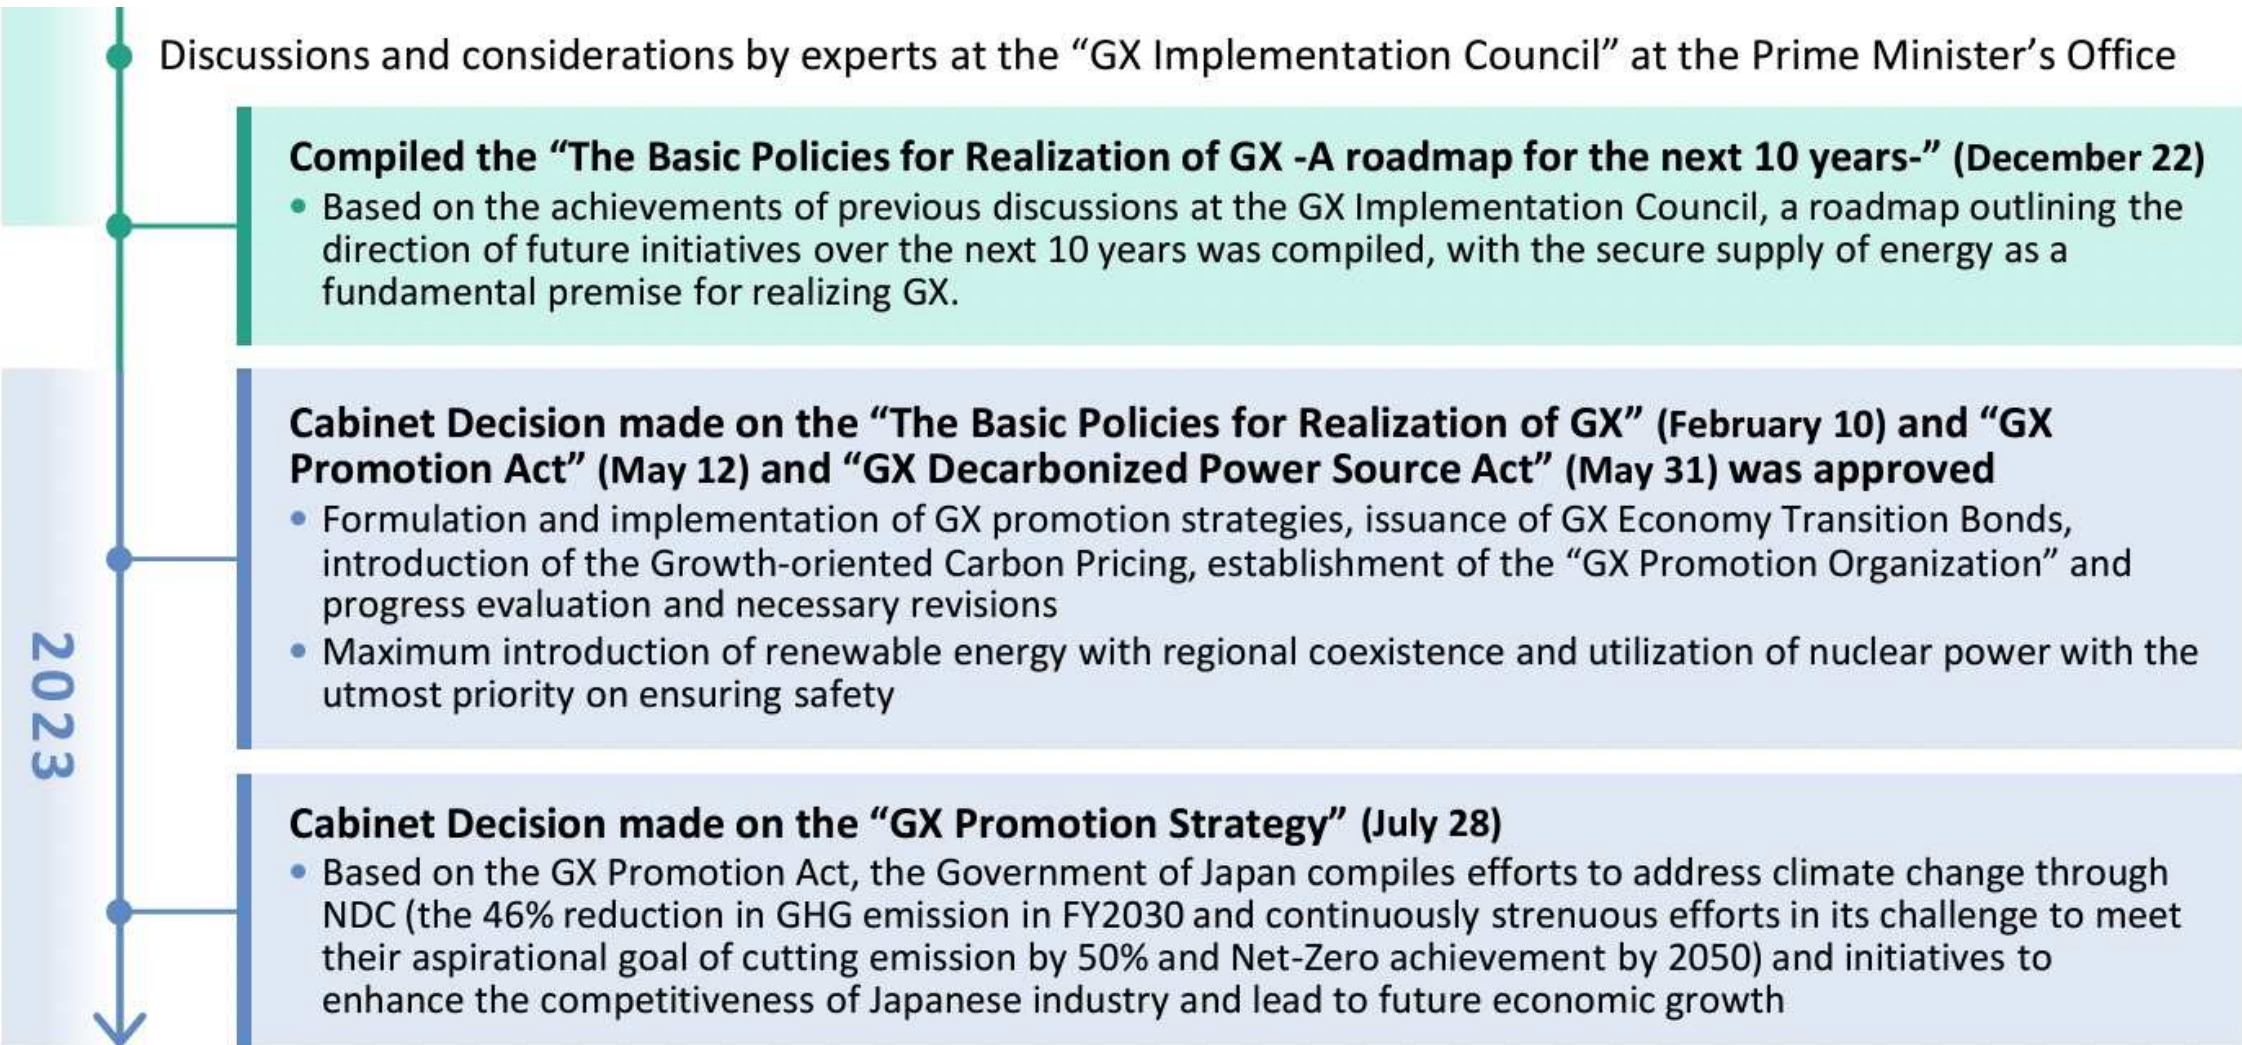 Discussions and considerations by experts at the “GX Implementation Council” at the Prime Minister’s Office
Compiled the “The Basic Policies for Realization of GX -A roadmap for the next 10 years-” (December 22)
• Based on the achievements of previous discussions at the GX Implementation Council, a roadmap outlining the
direction of future initiatives over the next 10 years was compiled, with the secure supply of energy as a
fundamental premise for realizing GX.
2023
Cabinet Decision made on the “The Basic Policies for Realization of GX” (February 10) and “GX
Promotion Act” (May 12) and “GX Decarbonized Power Source Act” (May 31) was approved
• Formulation and implementation of GX promotion strategies, issuance of GX Economy Transition Bonds,
introduction of the Growth-oriented Carbon Pricing, establishment of the “GX Promotion Organization” and
progress evaluation and necessary revisions
• Maximum introduction of renewable energy with regional coexistence and utilization of nuclear power with the
utmost priority on ensuring safety
Cabinet Decision made on the “GX Promotion Strategy” (July 28)
• Based on the GX Promotion Act, the Government of Japan compiles efforts to address climate change through
NDC (the 46% reduction in GHG emission in FY2030 and continuously strenuous efforts in its challenge to meet
their aspirational goal of cutting emission by 50% and Net-Zero achievement by 2050) and initiatives to
enhance the competitiveness of Japanese industry and lead to future economic growth